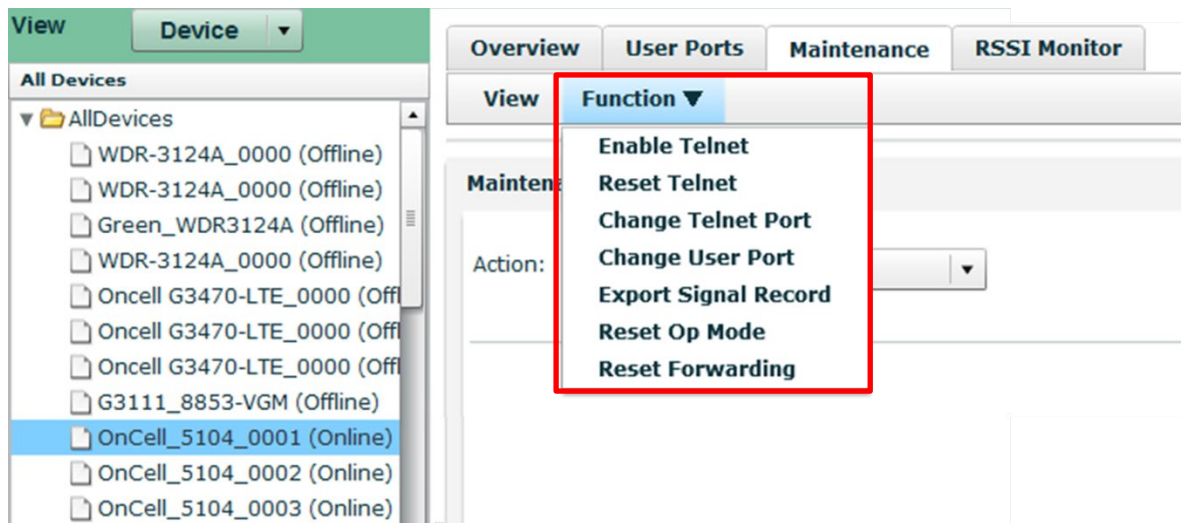 View
Device
All Devices
AllDevices
WDR-3124A_0000 (Offline)
WDR-3124A_0000 (Offline)
Green_WDR3124A (Offline)
WDR-3124A_0000 (Offline)
Oncell G3470-LTE_0000 (Offl
Oncell G3470-LTE_0000 (Offl
Oncell G3470-LTE_0000 (Offl
G3111_8853-VGM (Offline)
OnCell_5104_0001 (Online)
OnCell_5104_0002 (Online)
OnCell_5104_0003 (Online)
Overview User Ports Maintenance RSSI Monitor
View Function
Enable Telnet
Reset Telnet
Change Telnet Port
Change User Port
Export Signal Record
Reset Op Mode
Reset Forwarding
Maintena
Action: